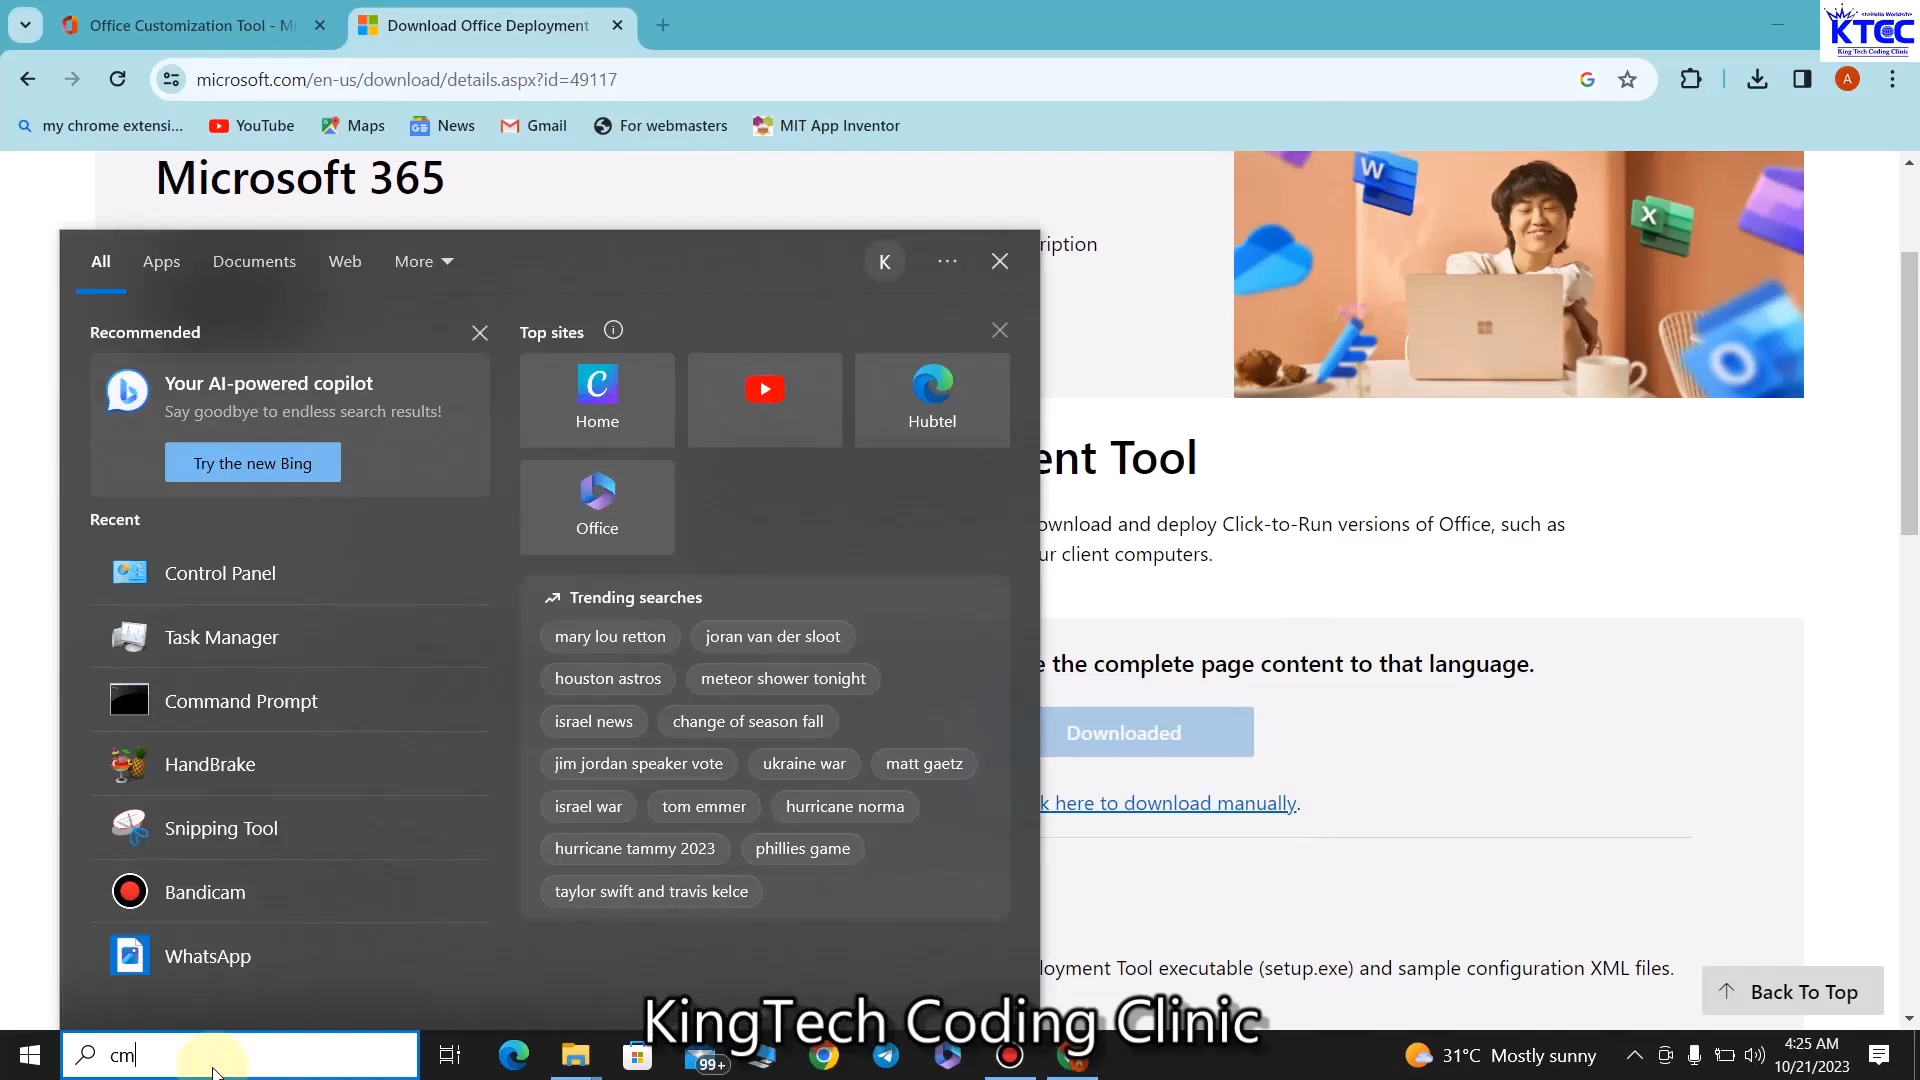 Office Customization Tool - Mi
Download Office Deployment
<Hello World>
KTCC
King Tech Coding Clinic
microsoft.com/en-us/download/details.aspx?id=49117
A
my chrome extensi...
YouTube
Maps
News
Gmail
For webmasters
MIT App Inventor
Microsoft 365
ription
ent Tool
ownload and deploy Click-to-Run versions of Office, such as
ur client computers.
e the complete page content to that language.
Downloaded
k here to download manually.
loyment Tool executable (setup.exe) and sample configuration XML files.
Back To Top
All
Apps
Documents
Web
More
K
Recommended
Your AI-powered copilot
Say goodbye to endless search results!
Try the new Bing
Recent
Control Panel
Task Manager
Command Prompt
HandBrake
Snipping Tool
Bandicam
WhatsApp
Top sites
Home
Hubtel
Office
Trending searches
mary lou retton
joran van der sloot
houston astros
meteor shower tonight
israel news
change of season fall
jim jordan speaker vote
ukraine war
matt gaetz
israel war
tom emmer
hurricane norma
hurricane tammy 2023
phillies game
taylor swift and travis kelce
KingTech Coding Clinic
cm
99+
31°C Mostly sunny
4:25 AM
10/21/2023